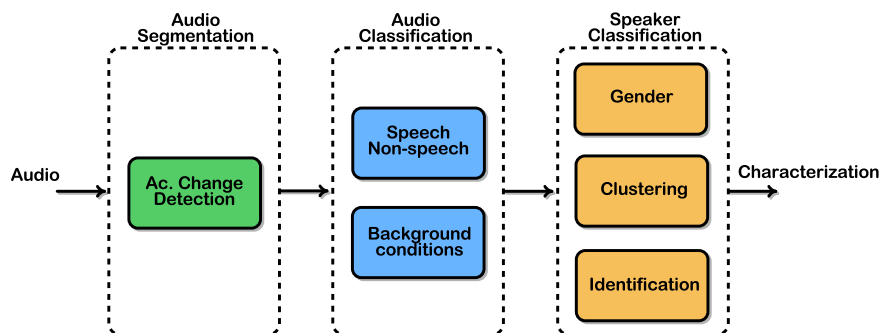 Audio
Segmentation
Audio
Classification
Speaker
Classification
Audio
Ac. Change
Detection
Speech
Non-speech
Background
conditions
Gender
Clustering
Identification
Characterization